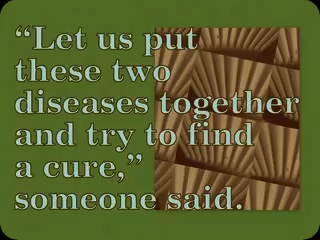 “Let us put
these two
diseases together
and try to find
a cure,”
someone said.